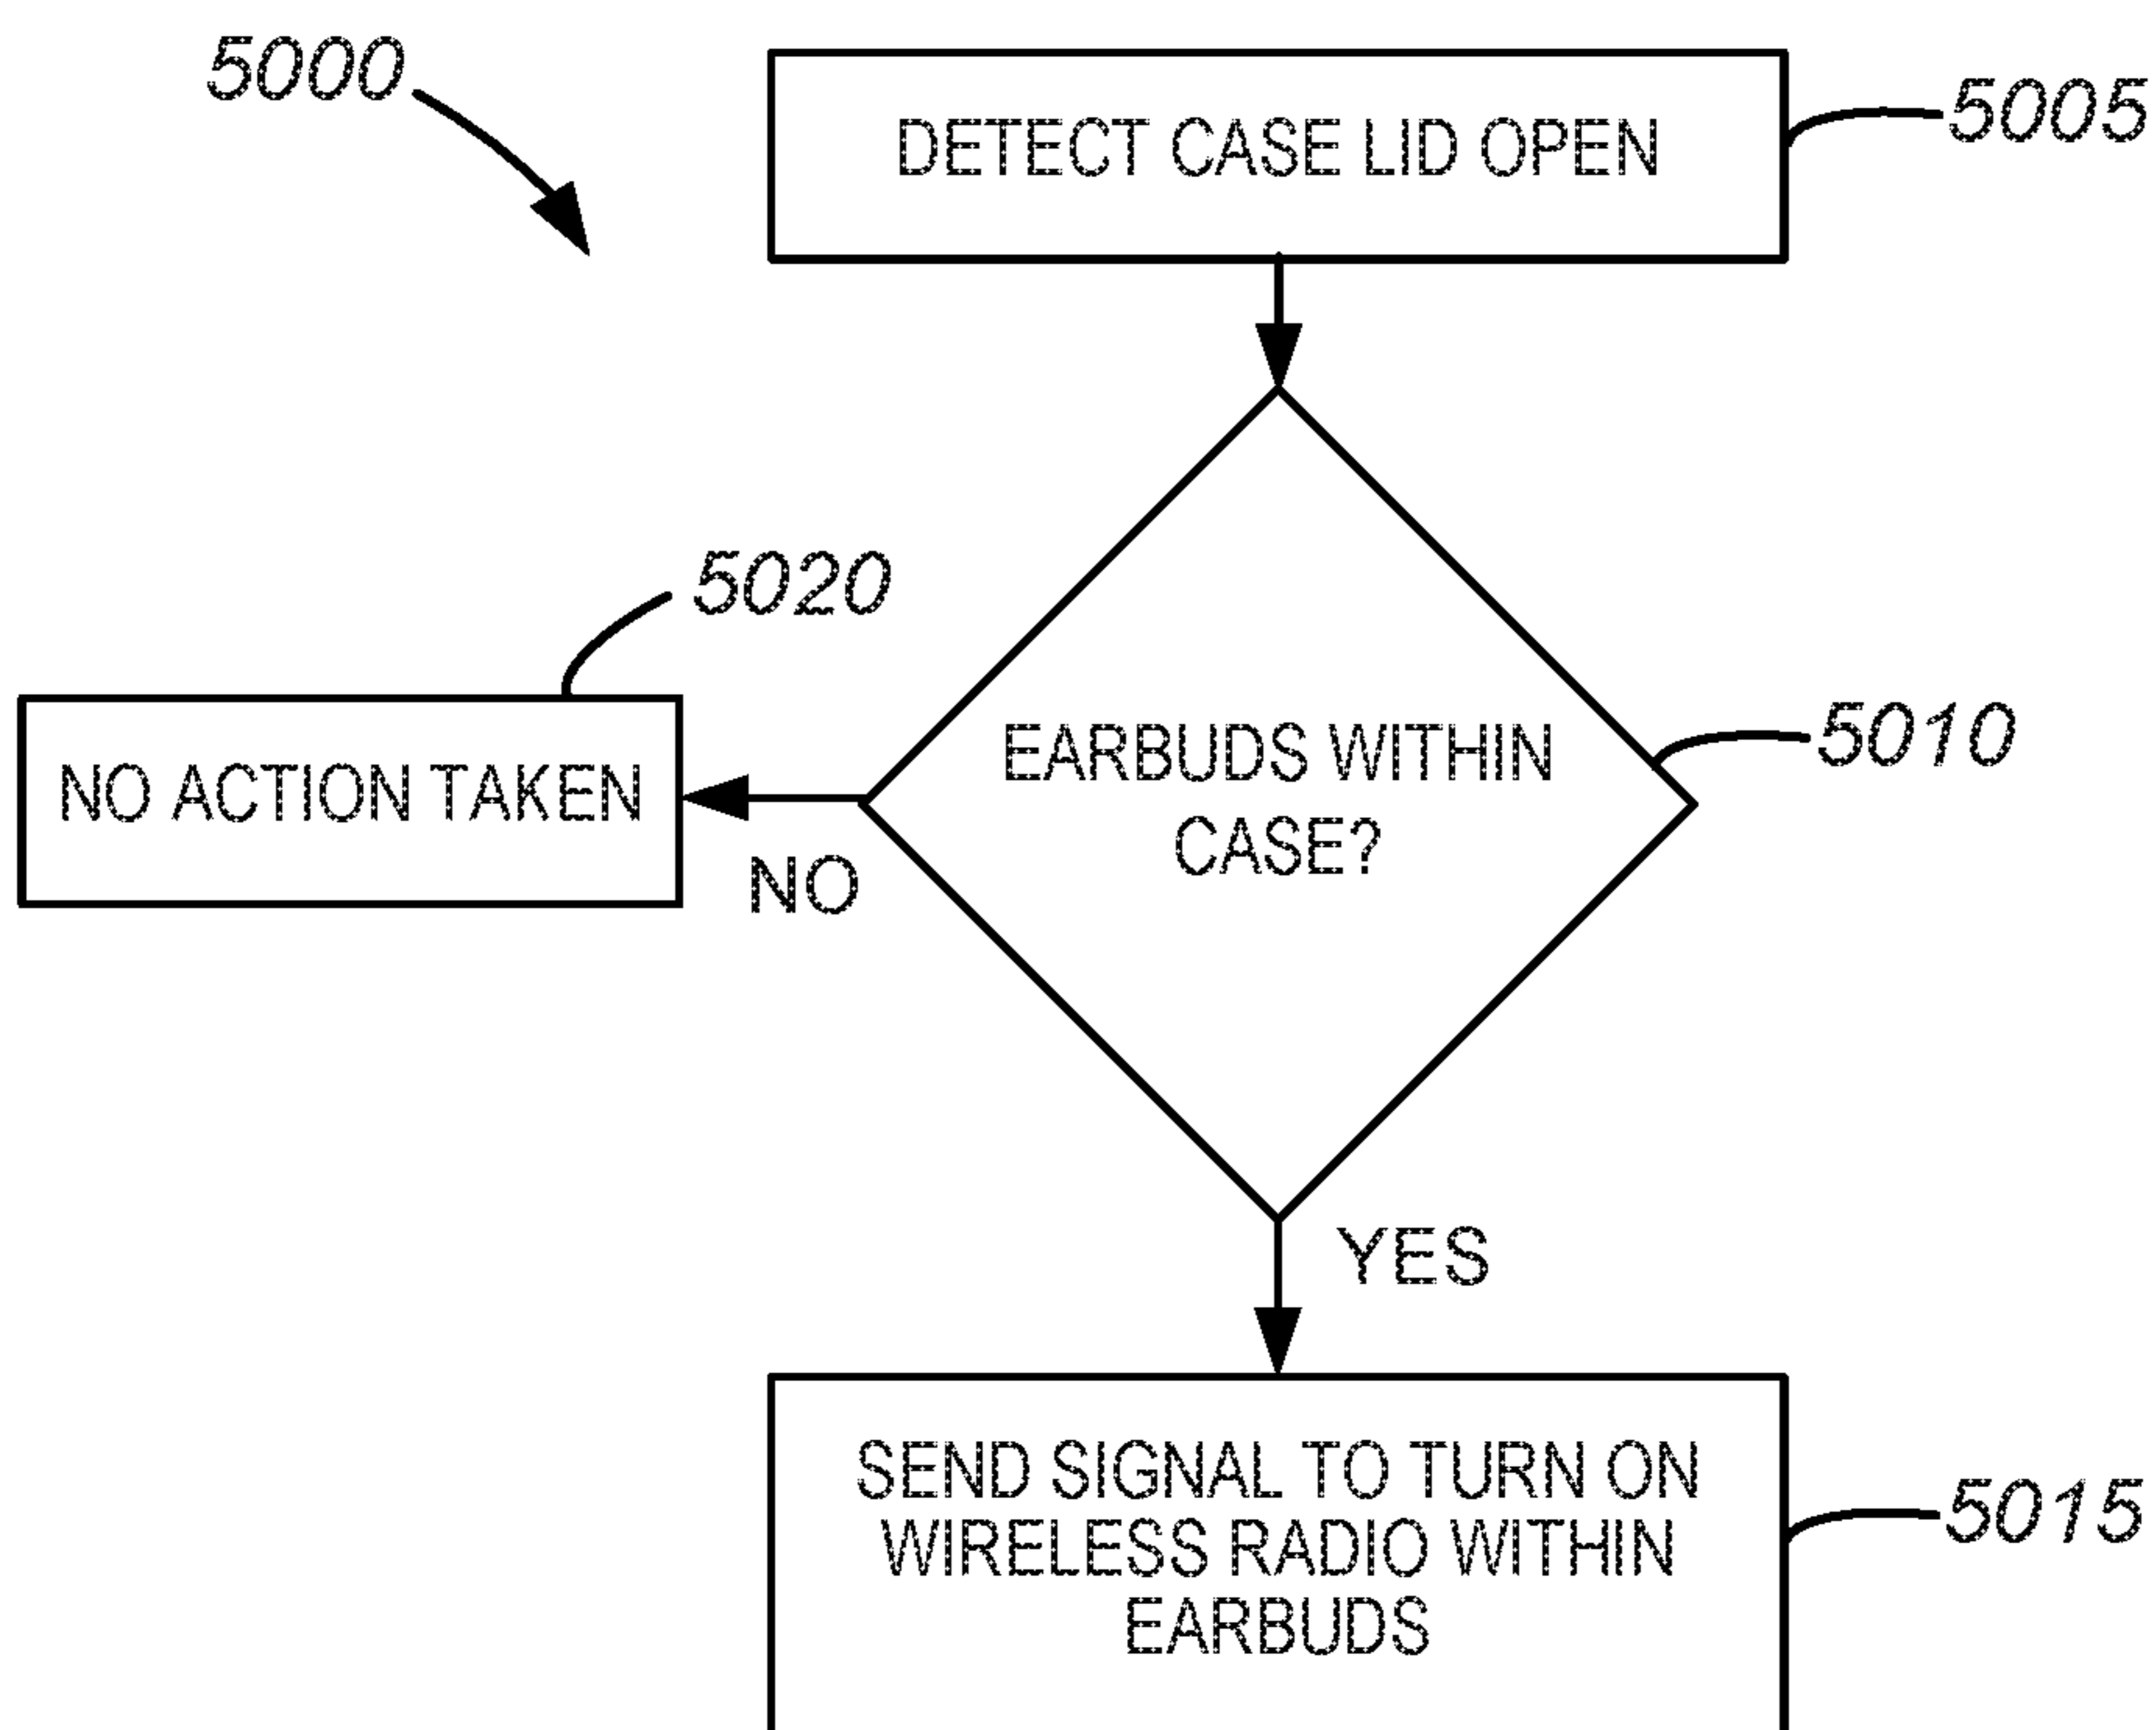 5000
DETECT CASE LID OPEN
5005
5020
EARBUDS WITHIN
CASE?
5010
NO ACTION TAKEN
NO
YES
SEND SIGNAL TO TURN ON
WIRELESS RADIO WITHIN
EARBUDS
5015